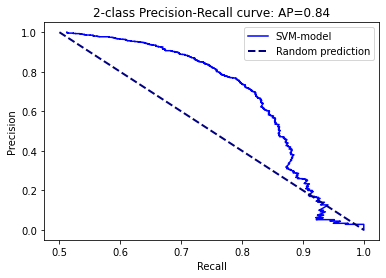 2-class Precision-Recall curve: AP=0.84
SVM-model
Random prediction
Precision
1.0
0.8
0.6
0.4
0.2
0.0
0.5 0.6 0.7 0.8 0.9 1.0
Recall